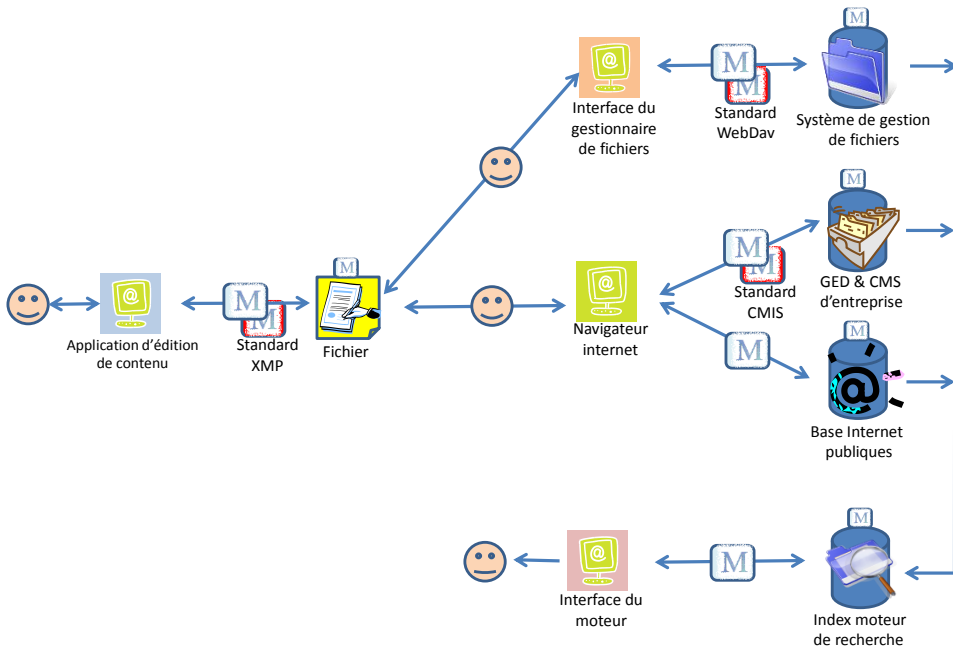 M
@
M
M
Interface du
gestionnaire
de fichiers
Standard
WebDav
Système de gestion
de fichiers
M
M
@
M
M
M
M
@
Application d’édition
de contenu
Standard
XMP
Fichier
Navigateur
internet
Standard
CMIS
GED & CMS
d’entreprise
M
@
Base Internet
publiques
M
@
M
Interface du
moteur
Index moteur
de recherche